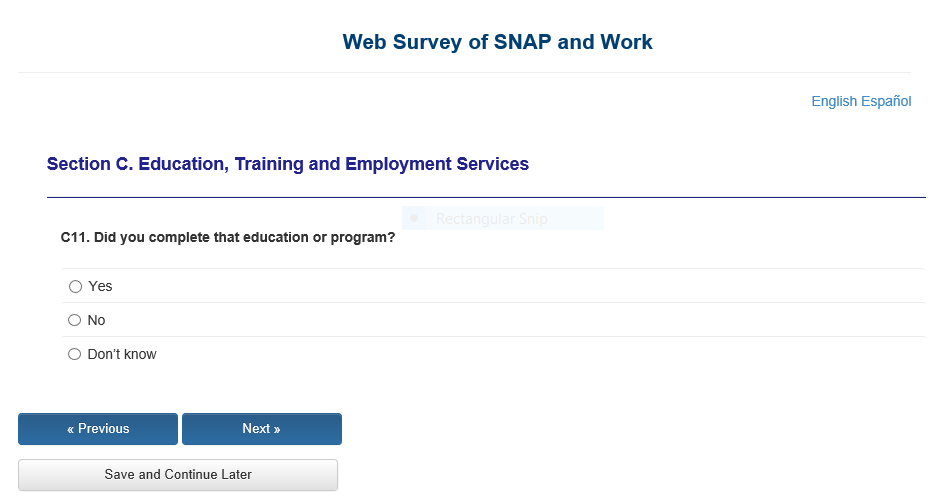 Web Survey of SNAP and Work
English Español
Section C. Education, Training and Employment Services
Rectangular Snip
C11. Did you complete that education or program?
Yes
No
Don't know
« Previous
Next »
Save and Continue Later